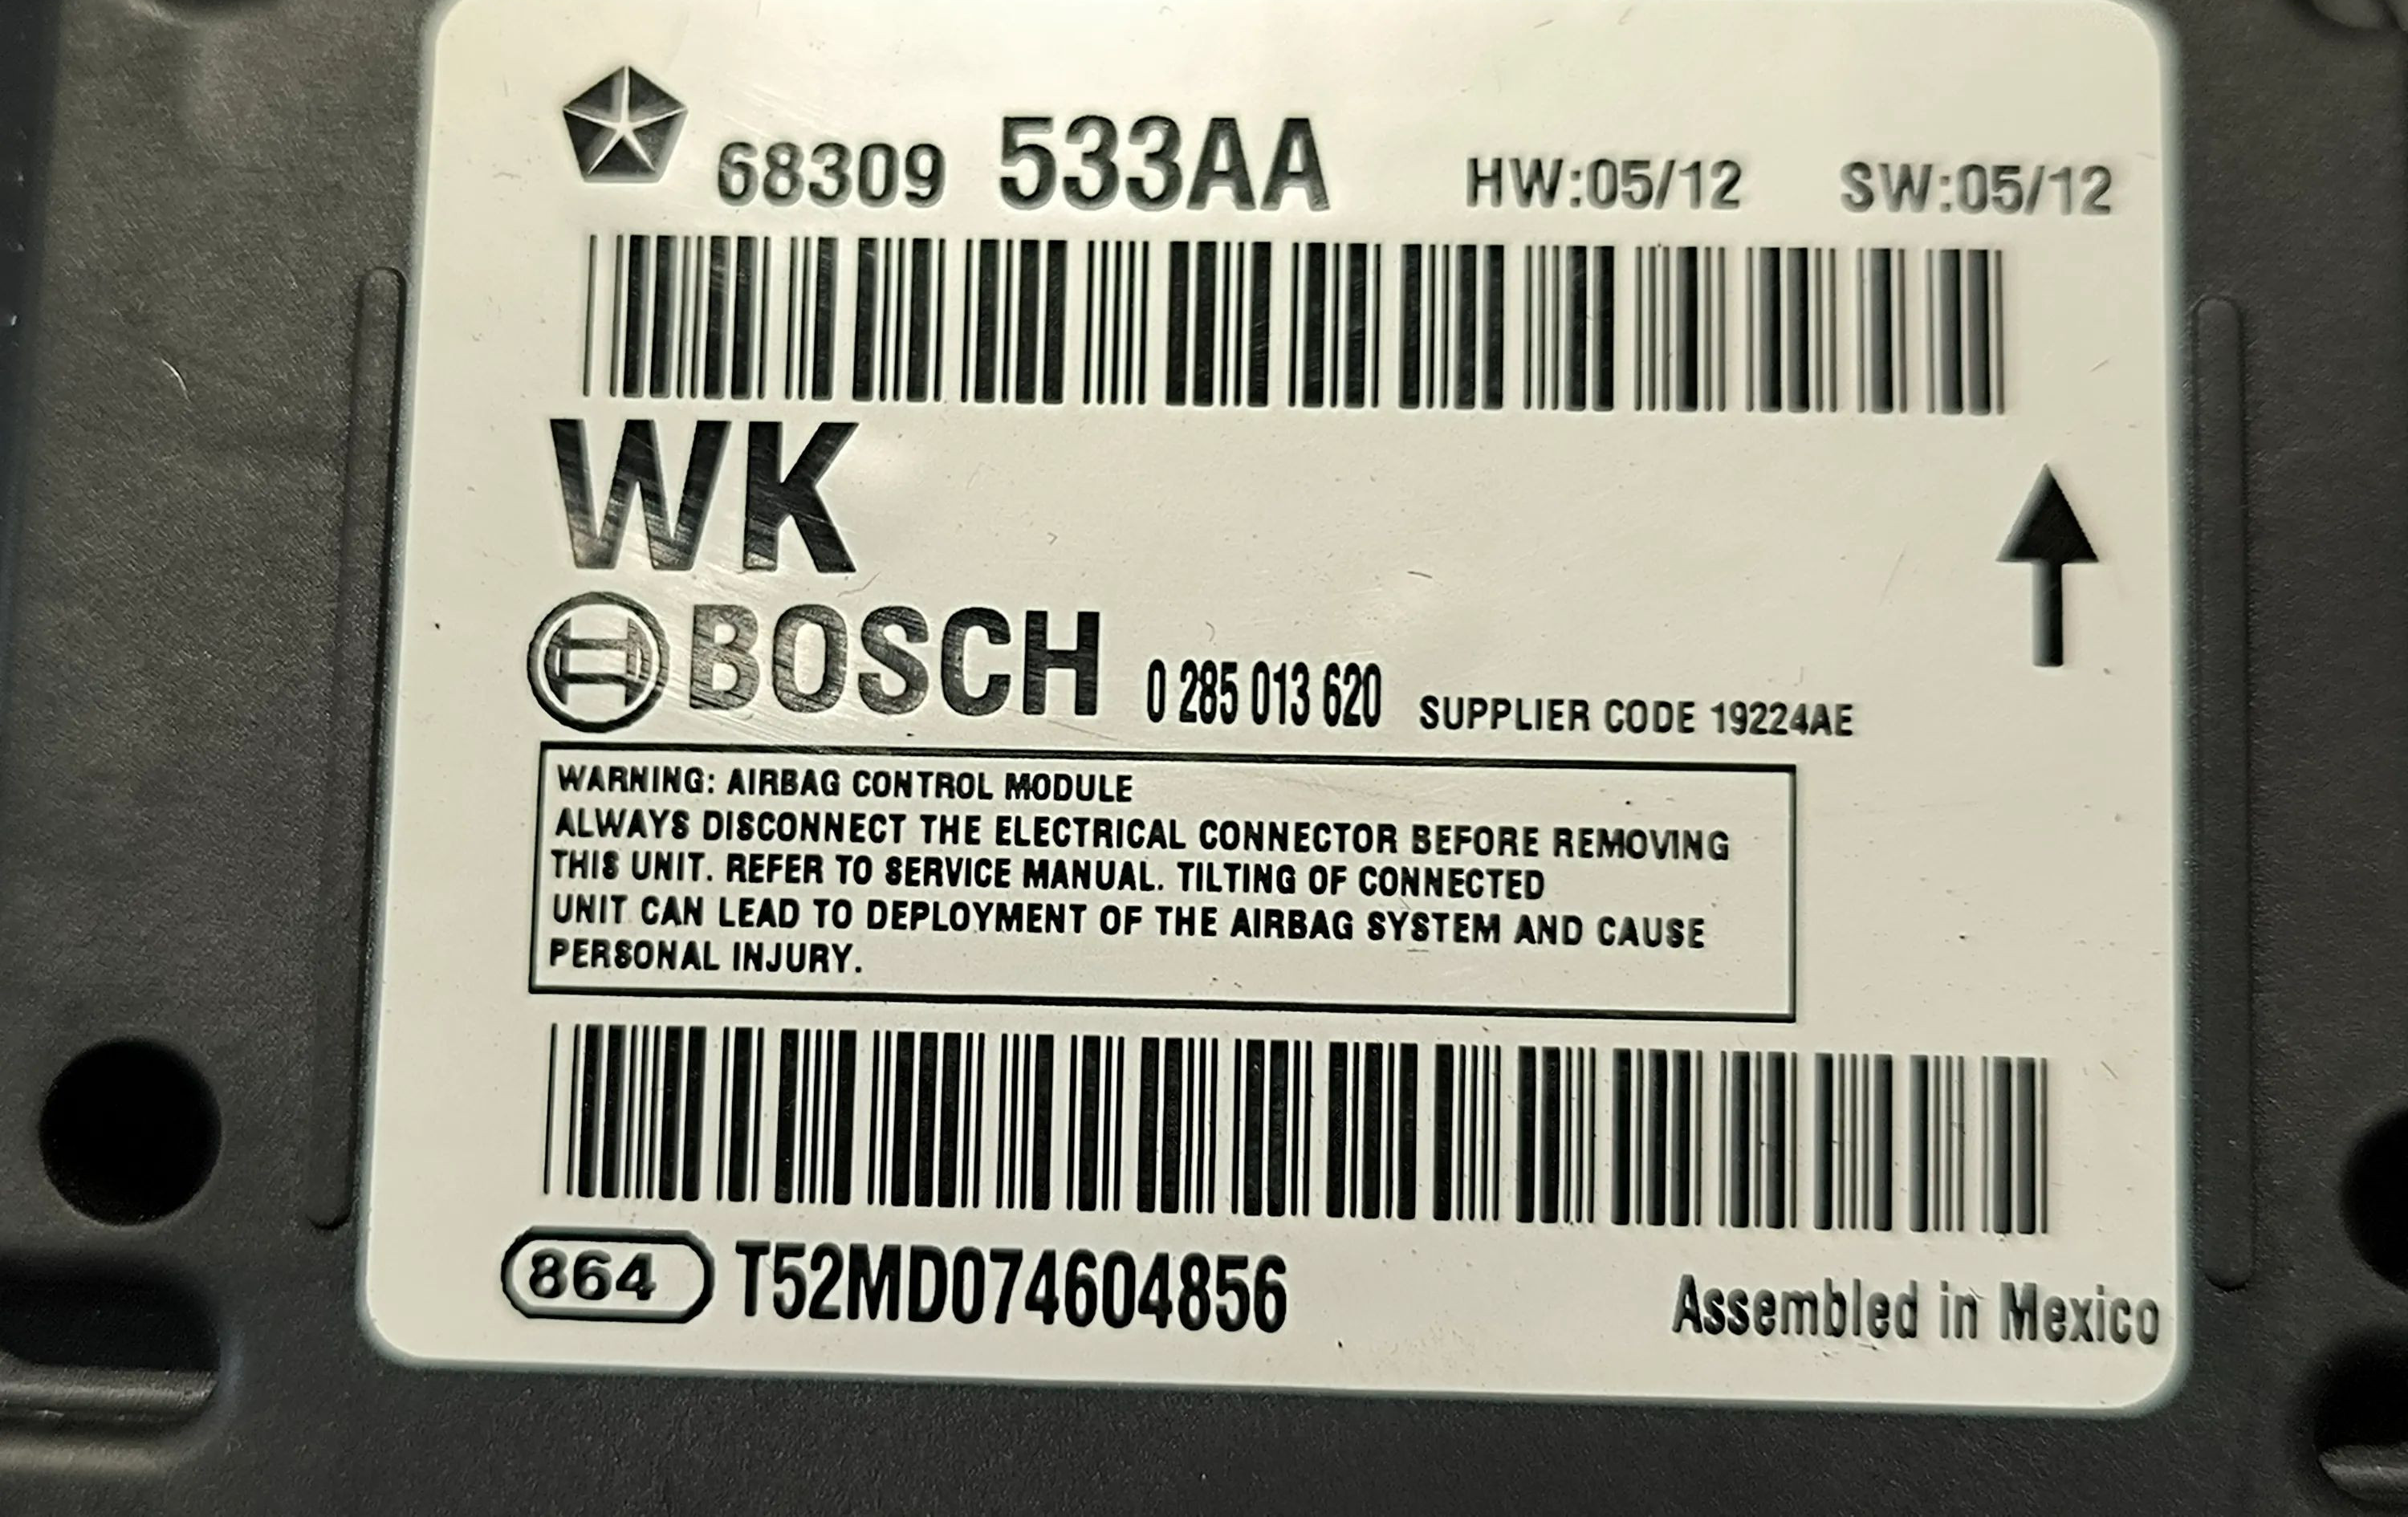 68309 533AA HW:05/12 SW:05/12
WK
BOSCH 0 285 013 620 SUPPLIER CODE 19224AE
WARNING: AIRBAG CONTROL MODULE
ALWAYS DISCONNECT THE ELECTRICAL CONNECTOR BEFORE REMOVING
THIS UNIT. REFER TO SERVICE MANUAL. TILTING OF CONNECTED
UNIT CAN LEAD TO DEPLOYMENT OF THE AIRBAG SYSTEM AND CAUSE
PERSONAL INJURY.
864 T52MD074604856
Assembled in Mexico